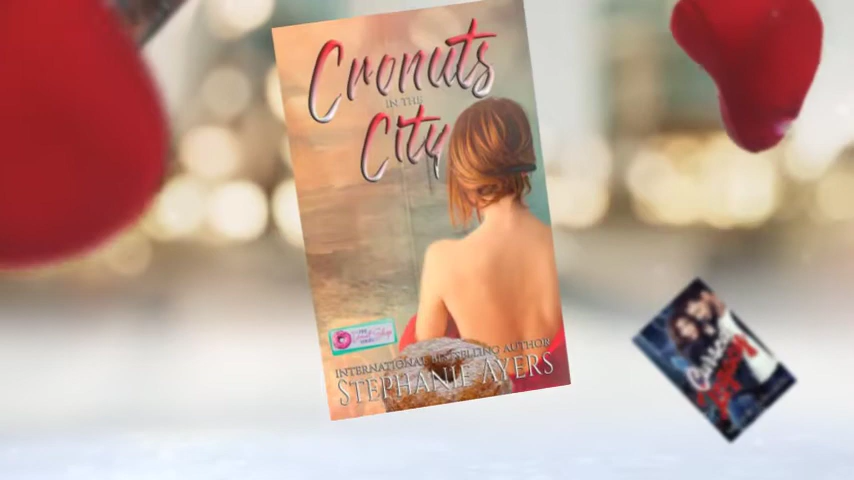 Cronuts
IN THE
City
INTERNATIONAL BESTSELLING AUTHOR
STEPHANIE AYERS